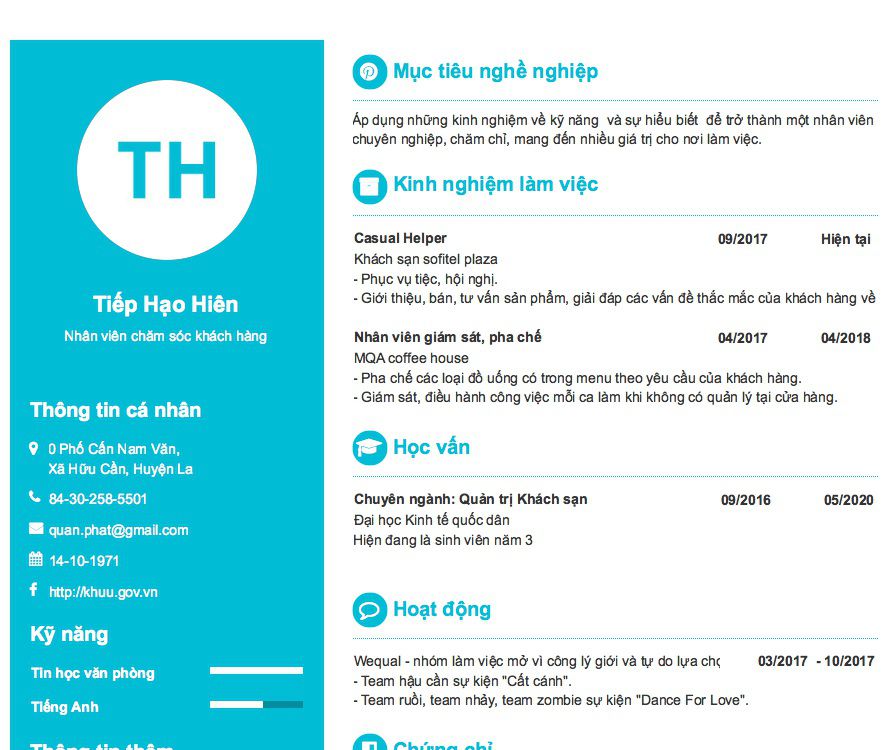 TH
Tiếp Hạo Hiên
Nhân viên chăm sóc khách hàng
Thông tin cá nhân
0 Phố Cấn Nam Văn,
Xã Hữu Cần, Huyện La
84-30-258-5501
quan.phat@gmail.com
14-10-1971
http://khuu.gov.vn
Kỹ năng
Tin học văn phòng
Tiếng Anh
Thông tin thêm
Mục tiêu nghề nghiệp
Áp dụng những kinh nghiệm về kỹ năng và sự hiểu biết để trở thành một nhân viên
chuyên nghiệp, chăm chỉ, mang đến nhiều giá trị cho nơi làm việc.
Kinh nghiệm làm việc
Casual Helper 09/2017 Hiện tại
Khách sạn sofitel plaza
- Phục vụ tiệc, hội nghị.
- Giới thiệu, bán, tư vấn sản phẩm, giải đáp các vấn đề thắc mắc của khách hàng về
Nhân viên giám sát, pha chế 04/2017 04/2018
MQA coffee house
- Pha chế các loại đồ uống có trong menu theo yêu cầu của khách hàng.
- Giám sát, điều hành công việc mỗi ca làm khi không có quản lý tại cửa hàng.
Học vấn
Chuyên ngành: Quản trị Khách sạn 09/2016 05/2020
Đại học Kinh tế quốc dân
Hiện đang là sinh viên năm 3
Hoạt động
Wequal - nhóm làm việc mở vì công lý giới và tự do lựa 03/2017 - 10/2017
- Team hậu cần sự kiện "Cất cánh".
- Team ruồi, team nhảy, team zombie sự kiện "Dance For Love".
Chứng chỉ